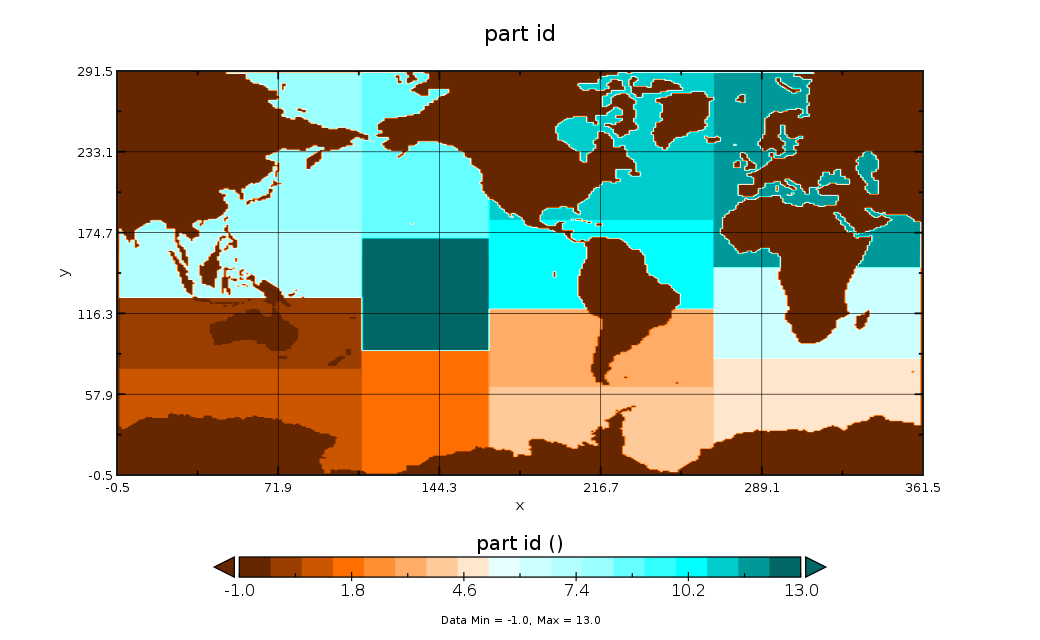 part id
291.5
233.1
174.7
y
116.3
57.9
-0.5
-0.5 71.9 144.3 216.7 289.1 361.5
x
part id ()
-1.0 1.8 4.6 7.4 10.2 13.0
Data Min = -1.0, Max = 13.0